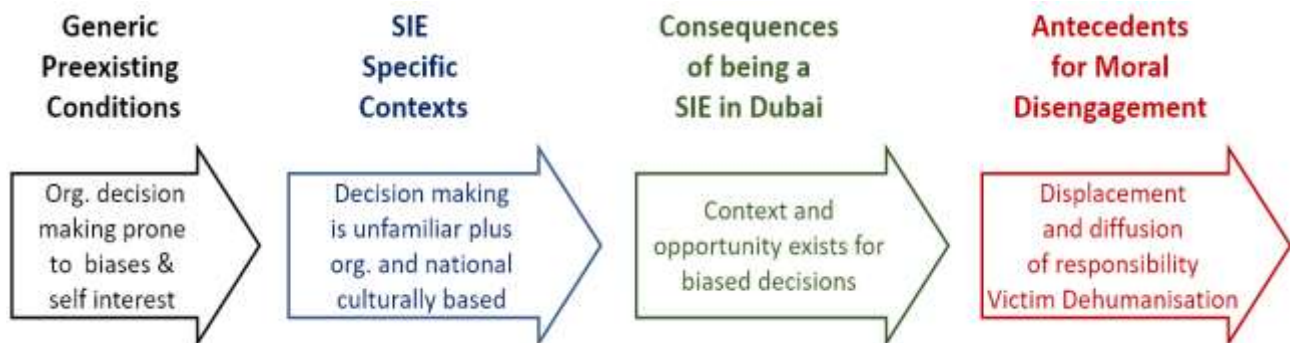 Generic
Preexisting
Conditions
Org. decision
making prone
to biases &
self interest
SIE
Specific
Contexts
Decision making
is unfamiliar plus
org. and national
culturally based
Consequences
of being a
SIE in Dubai
Context and
opportunity exists for
biased decisions
Antecedents
for Moral
Disengagement
Displacement
and diffusion
of responsibility
Victim Dehumanisation